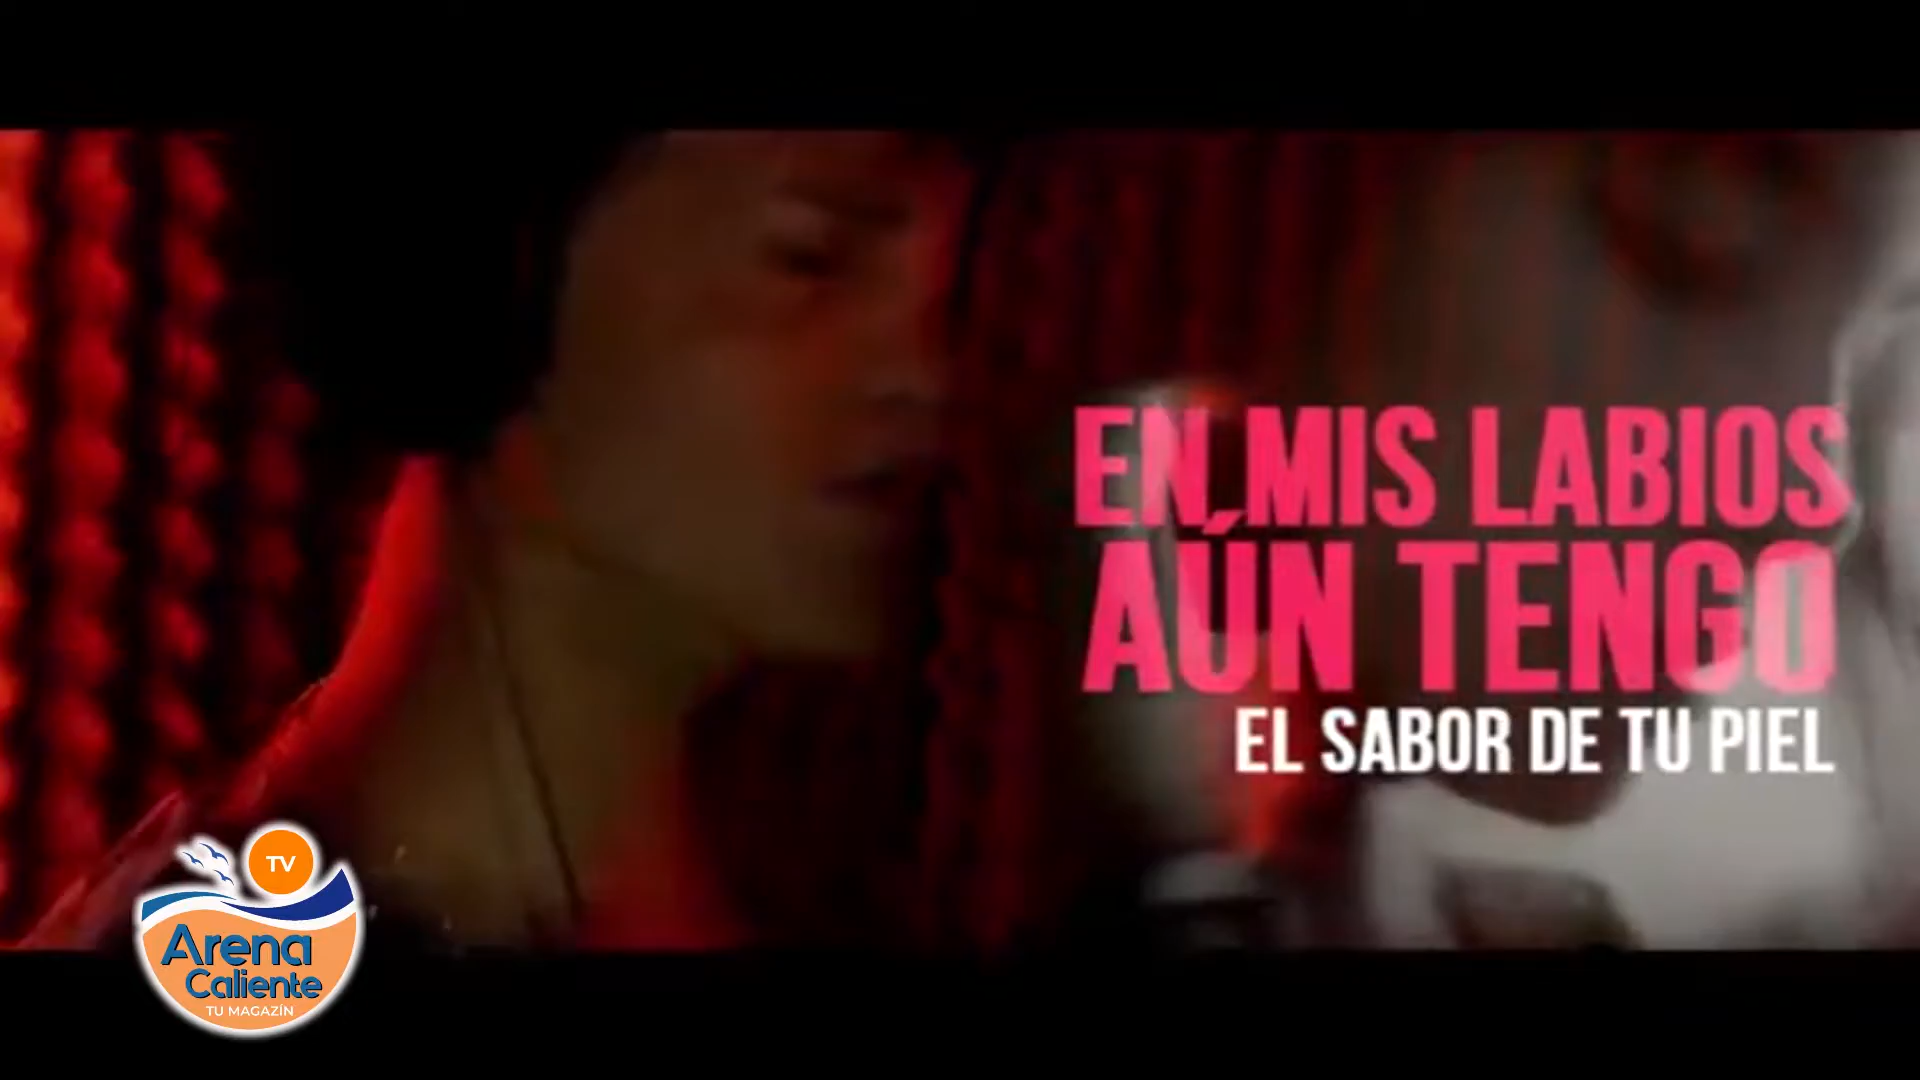 EN MIS LABIOS
AÚN TENGO
EL SABOR DE TU PIEL
TV
Arena
Caliente
TU MAGAZÍN